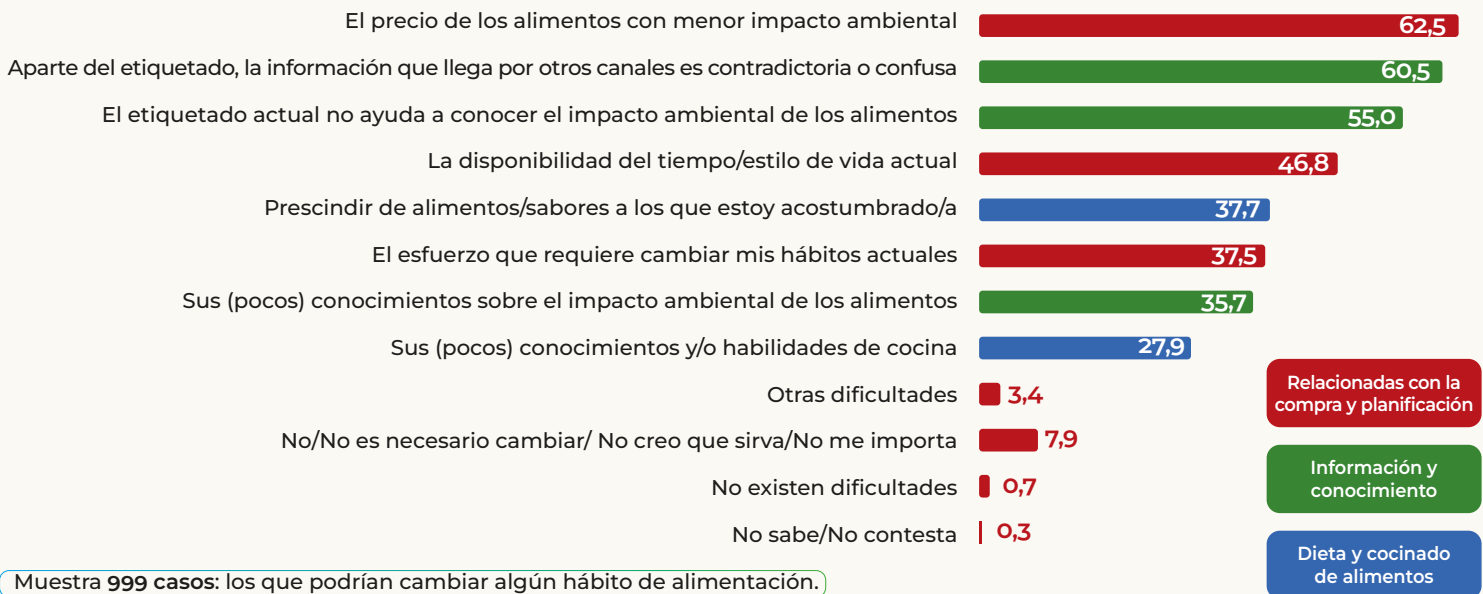 El precio de los alimentos con menor impacto ambiental 62,5
Aparte del etiquetado, la información que llega por otros canales es contradictoria o confusa 60,5
El etiquetado actual no ayuda a conocer el impacto ambiental de los alimentos 55,0
La disponibilidad del tiempo/estilo de vida actual 46,8
Prescindir de alimentos/sabores a los que estoy acostumbrado/a 37,7
El esfuerzo que requiere cambiar mis hábitos actuales 37,5
Sus (pocos) conocimientos sobre el impacto ambiental de los alimentos 35,7
Sus (pocos) conocimientos y/o habilidades de cocina 27,9
Otras dificultades 3,4
No/No es necesario cambiar/ No creo que sirva/No me importa 7,9
No existen dificultades 0,7
No sabe/No contesta 0,3
Relacionadas con la
compra y planificación
Información y
conocimiento
Dieta y cocinado
de alimentos
Muestra 999 casos: los que podrían cambiar algún hábito de alimentación.